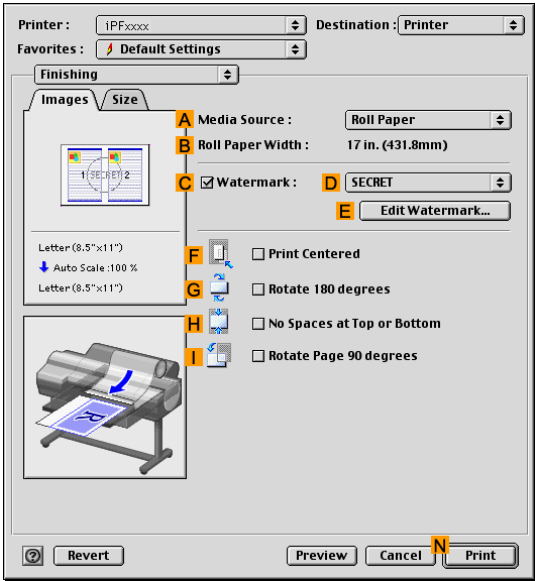 Printer : iPFxxxx Destination : Printer
Favorites : Default Settings
Finishing
Images Size
A Media Source : Roll Paper
B Roll Paper Width : 17 in. (431.8mm)
1 SECRET 2
C Watermark : D SECRET
E Edit Watermark...
Letter (8.5"x11")
Auto Scale :100 %
Letter (8.5"x11")
F Print Centered
G Rotate 180 degrees
H No Spaces at Top or Bottom
I Rotate Page 90 degrees
R
? Revert Preview Cancel N Print